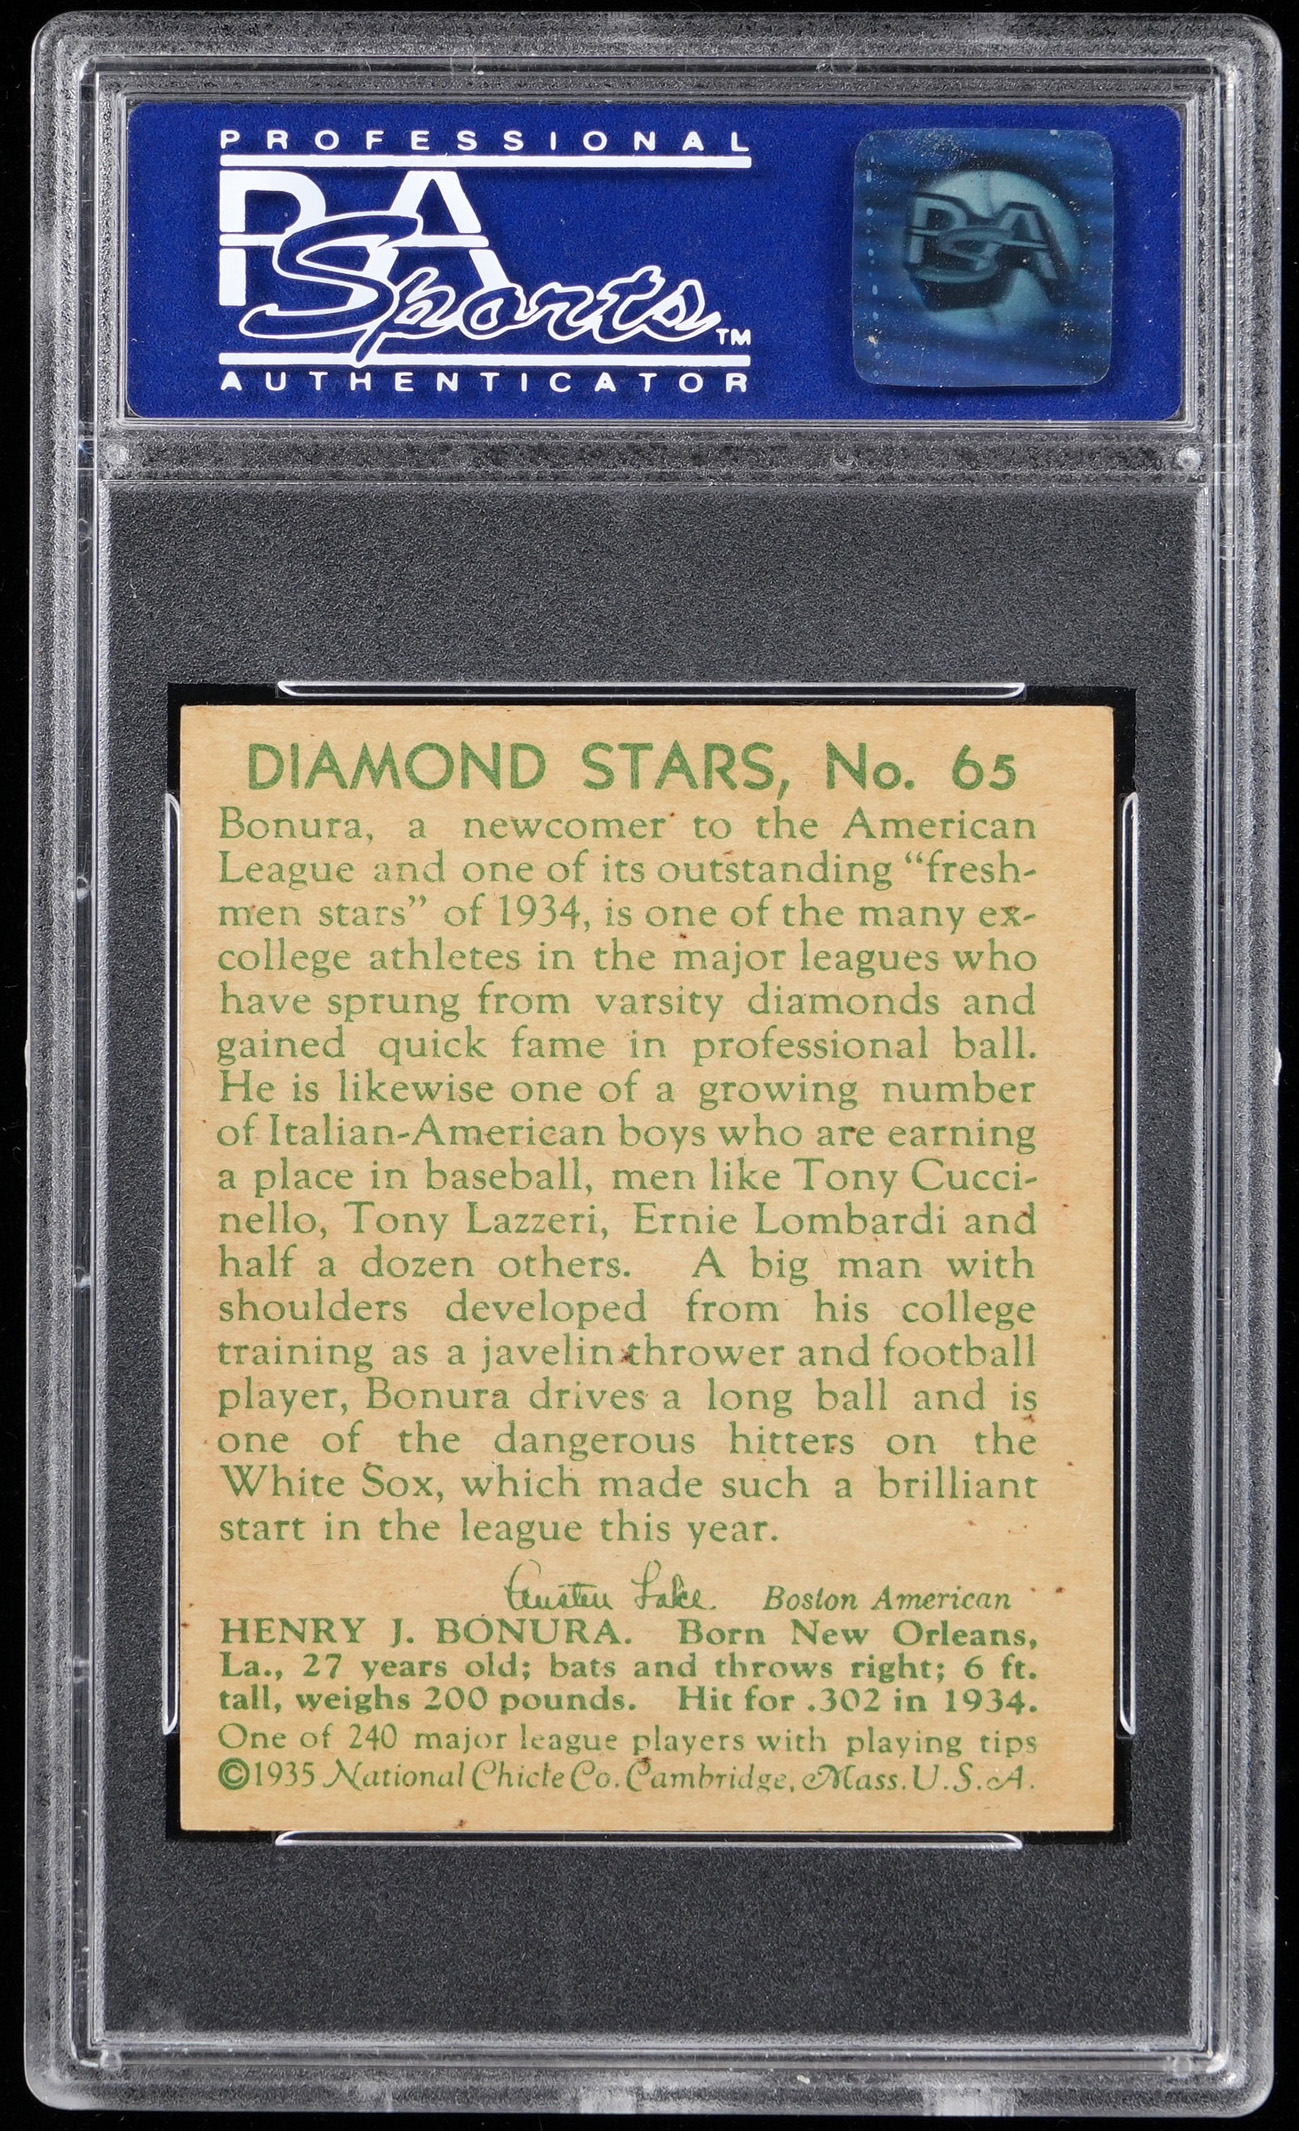 PROFESSIONAL
PSA
Sports™
AUTHENTICATOR
PSA
DIAMOND STARS, No. 65
Bonura, a newcomer to the American
League and one of its outstanding “fresh-
men stars” of 1934, is one of the many ex-
college athletes in the major leagues who
have sprung from varsity diamonds and
gained quick fame in professional ball.
He is likewise one of a growing number
of Italian-American boys who are earning
a place in baseball, men like Tony Cucci-
nello, Tony Lazzeri, Ernie Lombardi and
half a dozen others. A big man with
shoulders developed from his college
training as a javelin thrower and football
player, Bonura drives a long ball and is
one of the dangerous hitters on the
White Sox, which made such a brilliant
start in the league this year.
Austen Lake. Boston American
HENRY J. BONURA. Born New Orleans,
La., 27 years old; bats and throws right; 6 ft.
tall, weighs 200 pounds. Hit for .302 in 1934.
One of 240 major league players with playing tips
©1935 National Chicle Co. Cambridge, Mass. U.S.A.